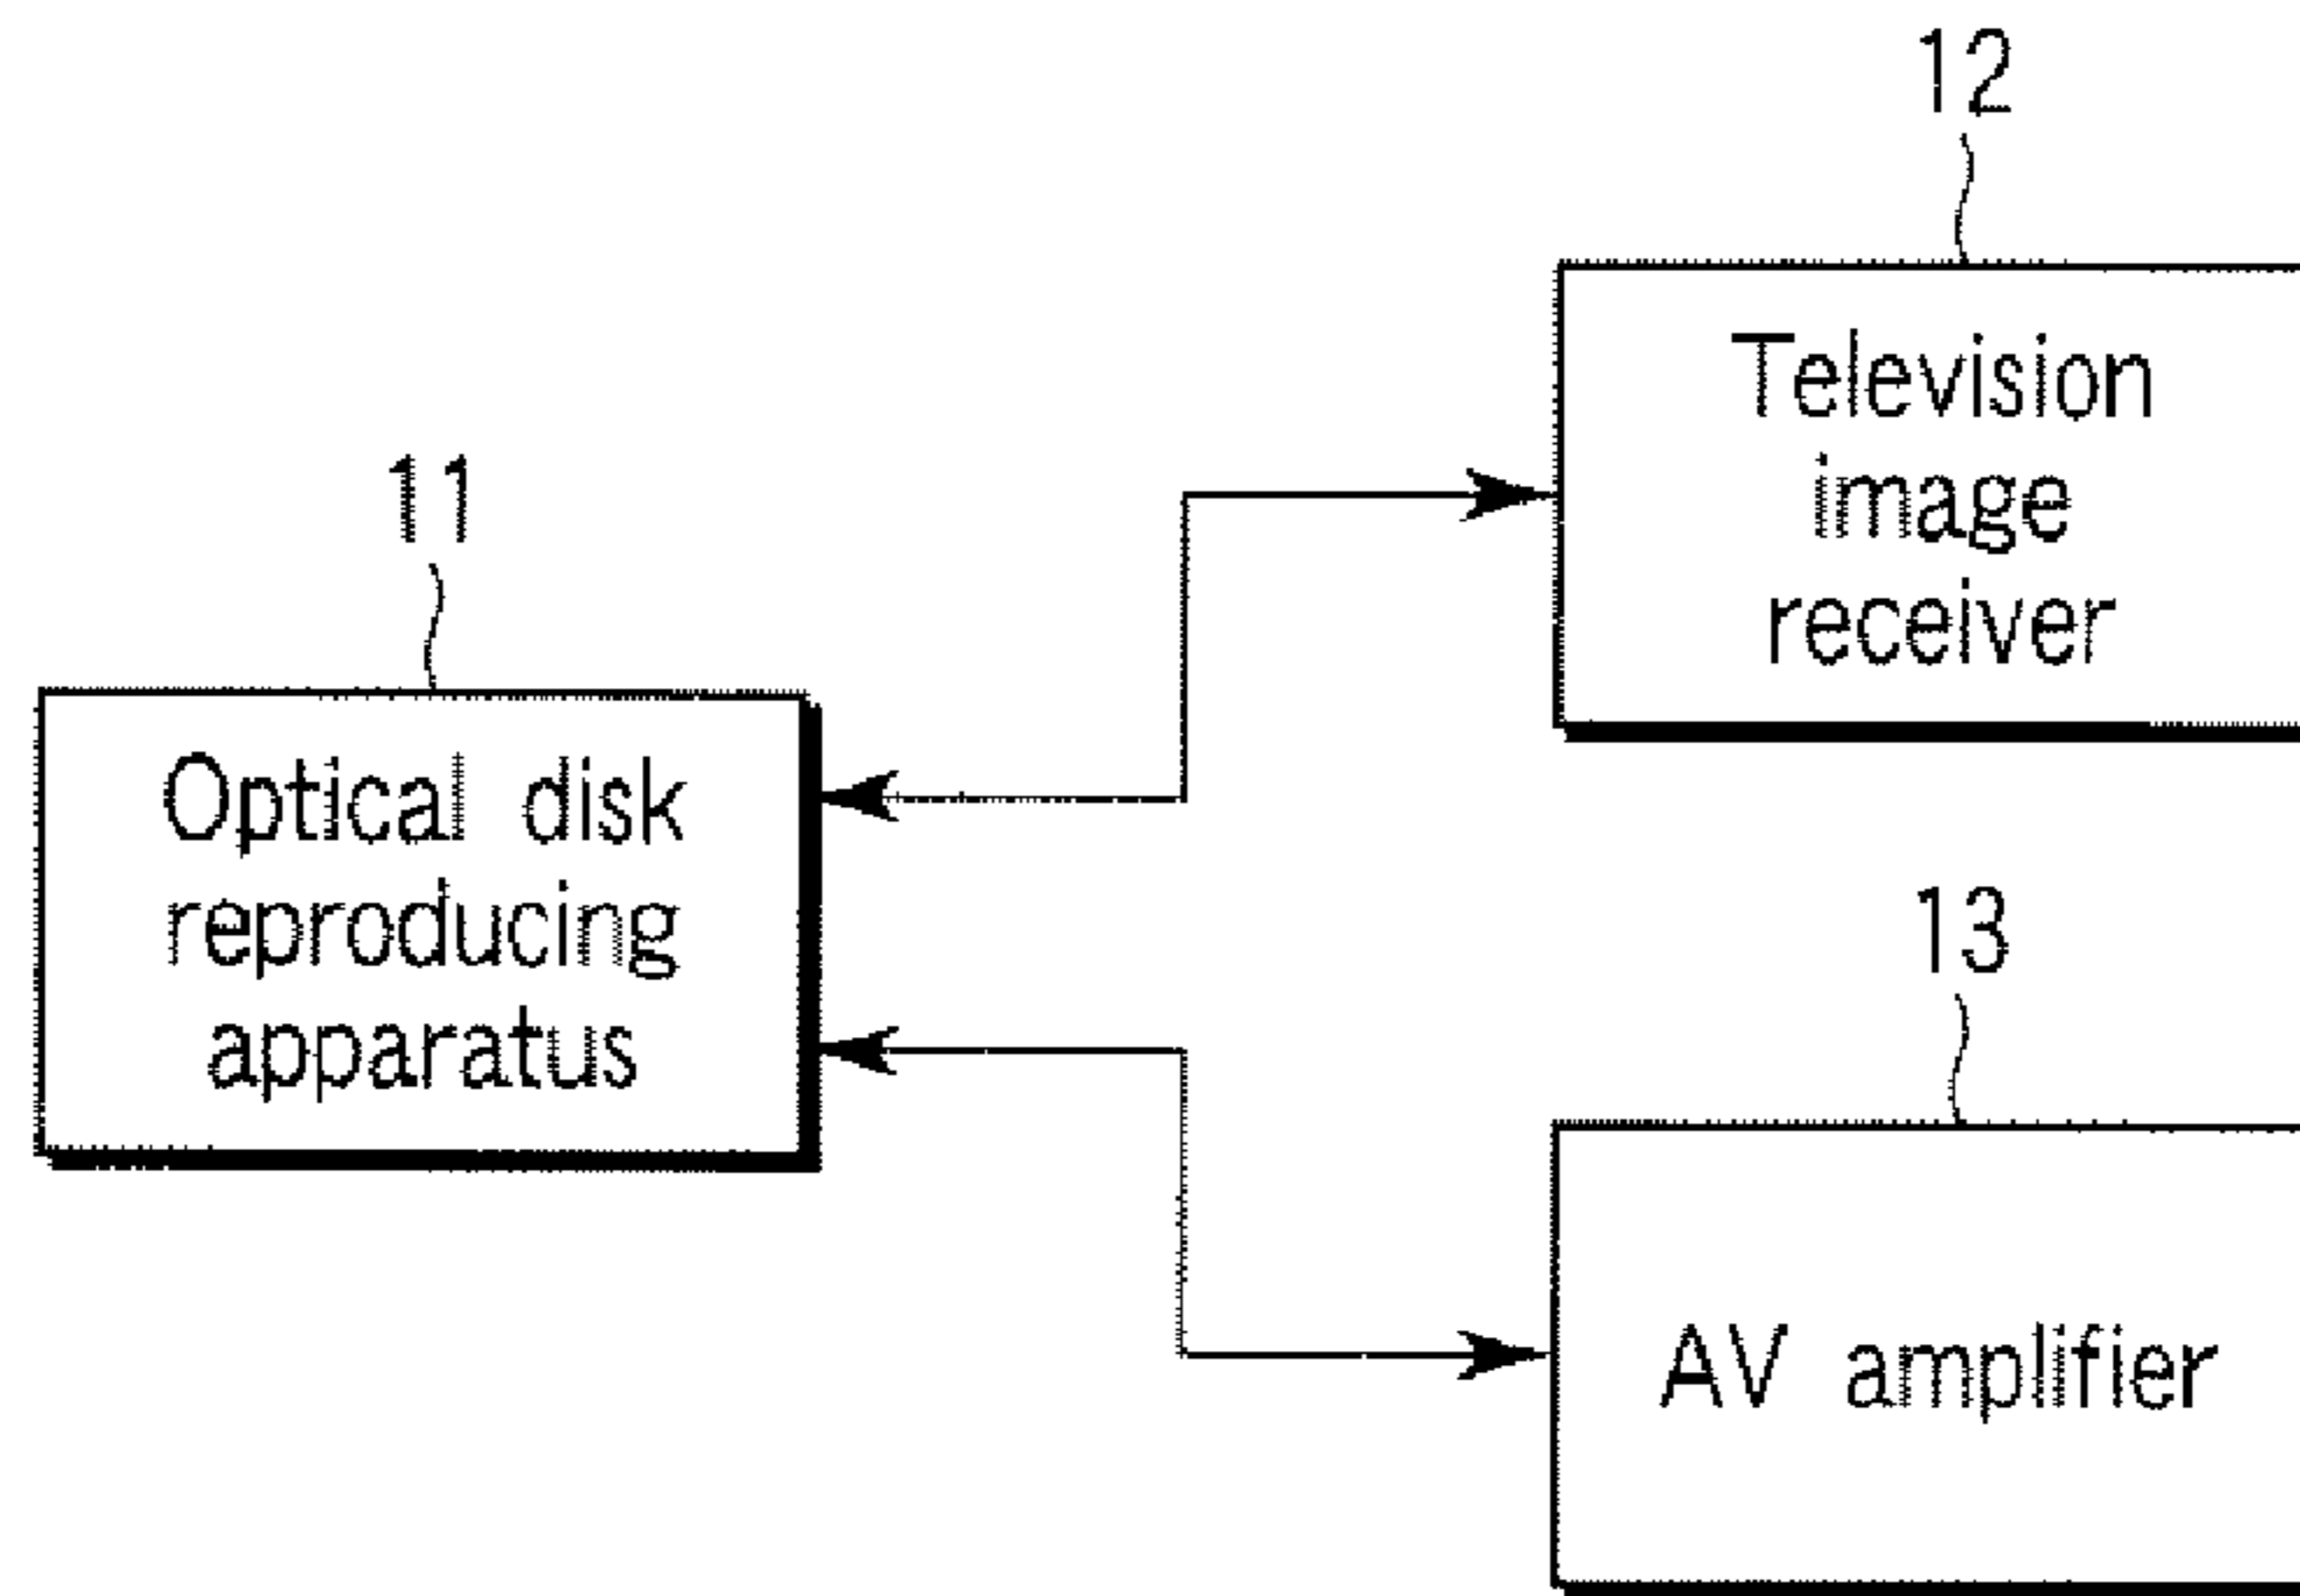 12
Television
image
receiver
11
Optical disk
reproducing
apparatus
13
AV amplifier